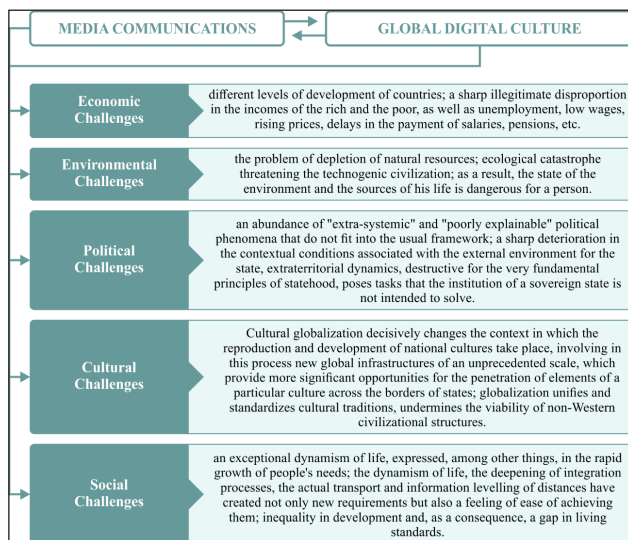 MEDIA COMMUNICATIONS
GLOBAL DIGITAL CULTURE
Economic
Challenges
different levels of development of countries; a sharp illegitimate disproportion
in the incomes of the rich and the poor, as well as unemployment, low wages,
rising prices, delays in the payment of salaries, pensions, etc.
Environmental
Challenges
the problem of depletion of natural resources; ecological catastrophe
threatening the technogenic civilization; as a result, the state of the
environment and the sources of his life is dangerous for a person.
Political
Challenges
an abundance of "extra-systemic" and "poorly explainable" political
phenomena that do not fit into the usual framework; a sharp deterioration in
the contextual conditions associated with the external environment for the
state, extraterritorial dynamics, destructive for the very fundamental
principles of statehood, poses tasks that the institution of a sovereign state is
not intended to solve.
Cultural
Challenges
Cultural globalization decisively changes the context in which the
reproduction and development of national cultures take place, involving in
this process new global infrastructures of an unprecedented scale, which
provide more significant opportunities for the penetration of elements of a
particular culture across the borders of states; globalization unifies and
standardizes cultural traditions, undermines the viability of non-Western
civilizational structures.
Social
Challenges
an exceptional dynamism of life, expressed, among other things, in the rapid
growth of people's needs; the dynamism of life, the deepening of integration
processes, the actual transport and information levelling of distances have
created not only new requirements but also a feeling of ease of achieving
them; inequality in development and, as a consequence, a gap in living
standards.